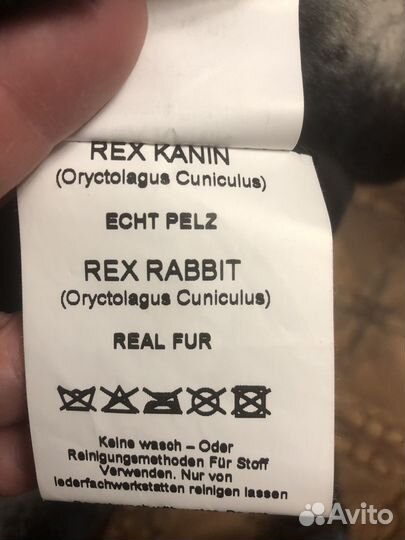 REX KANIN
(Oryctolagus Cuniculus)
ECHT PELZ
REX RABBIT
(Oryctolagus Cuniculus)
REAL FUR
Keine wasch – Oder
Reinigungsmethoden Für Stoff
Verwenden. Nur von
lederfachwerkstatten reinigen lassen
Avito